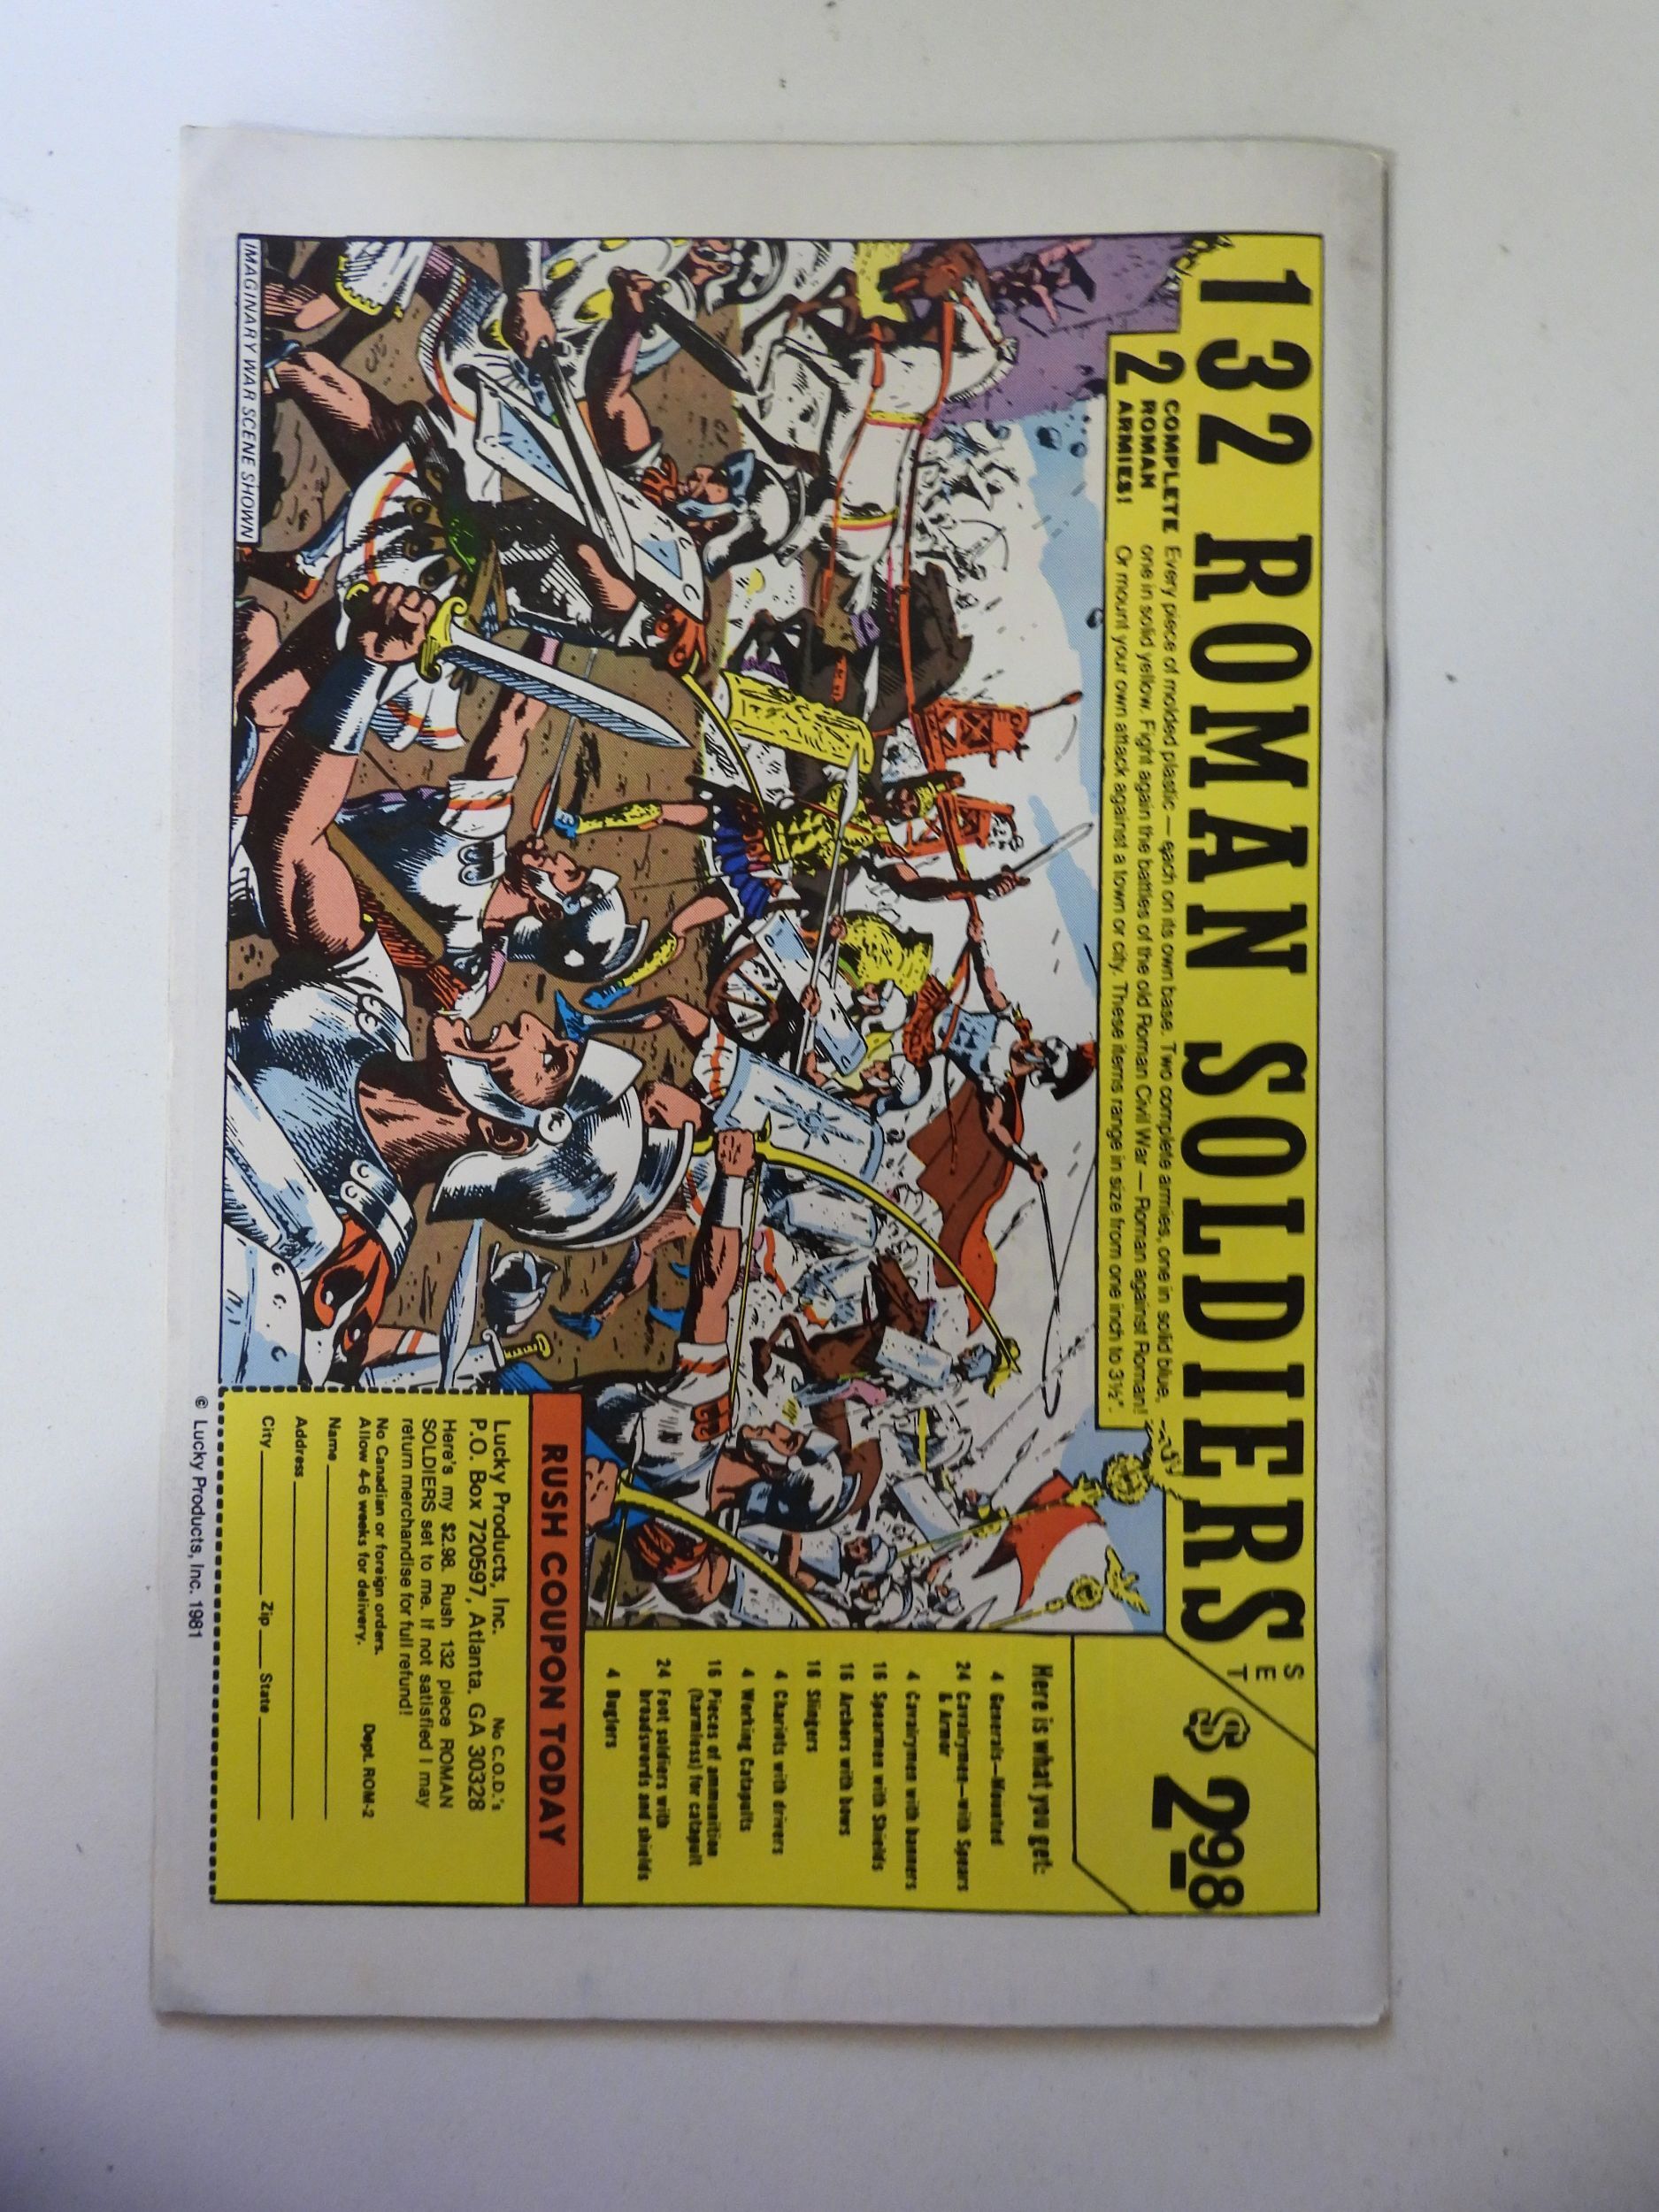 132 ROMAN SOLDIERS
SET
$298
2 COMPLETE ROMAN ARMIES!
Every piece of molded plastic — each on its own base. Two complete armies, one in solid blue,
one in solid yellow. Fight again the battles of the old Roman Civil War — Roman against Roman!
Or mount your own attack against a town or city. These items range in size from one inch to 3½".
Here is what you get:
4 Generals—Mounted
24 Cavalrymen—with Spears
& Armor
4 Cavalrymen with banners
16 Spearmen with Shields
16 Archers with bows
16 Slingers
4 Chariots with drivers
4 Working Catapults
16 Pieces of ammunition
(harmless) for catapult
24 Foot soldiers with
broadswords and shields
4 Buglers
RUSH COUPON TODAY
Lucky Products, Inc. No C.O.D.'s
P.O. Box 720597, Atlanta, GA 30328
Here's my $2.98. Rush 132 piece ROMAN
SOLDIERS set to me. If not satisfied I may
return merchandise for full refund!
No Canadian or foreign orders.
Allow 4-6 weeks for delivery. Dept. ROM-2
Name
Address
City Zip State
IMAGINARY WAR SCENE SHOWN
© Lucky Products, Inc. 1981